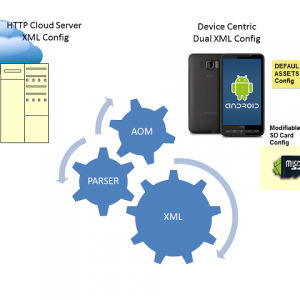 HTTP Cloud Server
XML Config
Device Centric
Dual XML Config
DEFAULT
ASSETS
Config
ANDROID
AOM
Modifiable
SD Card
Config
PARSER
XML